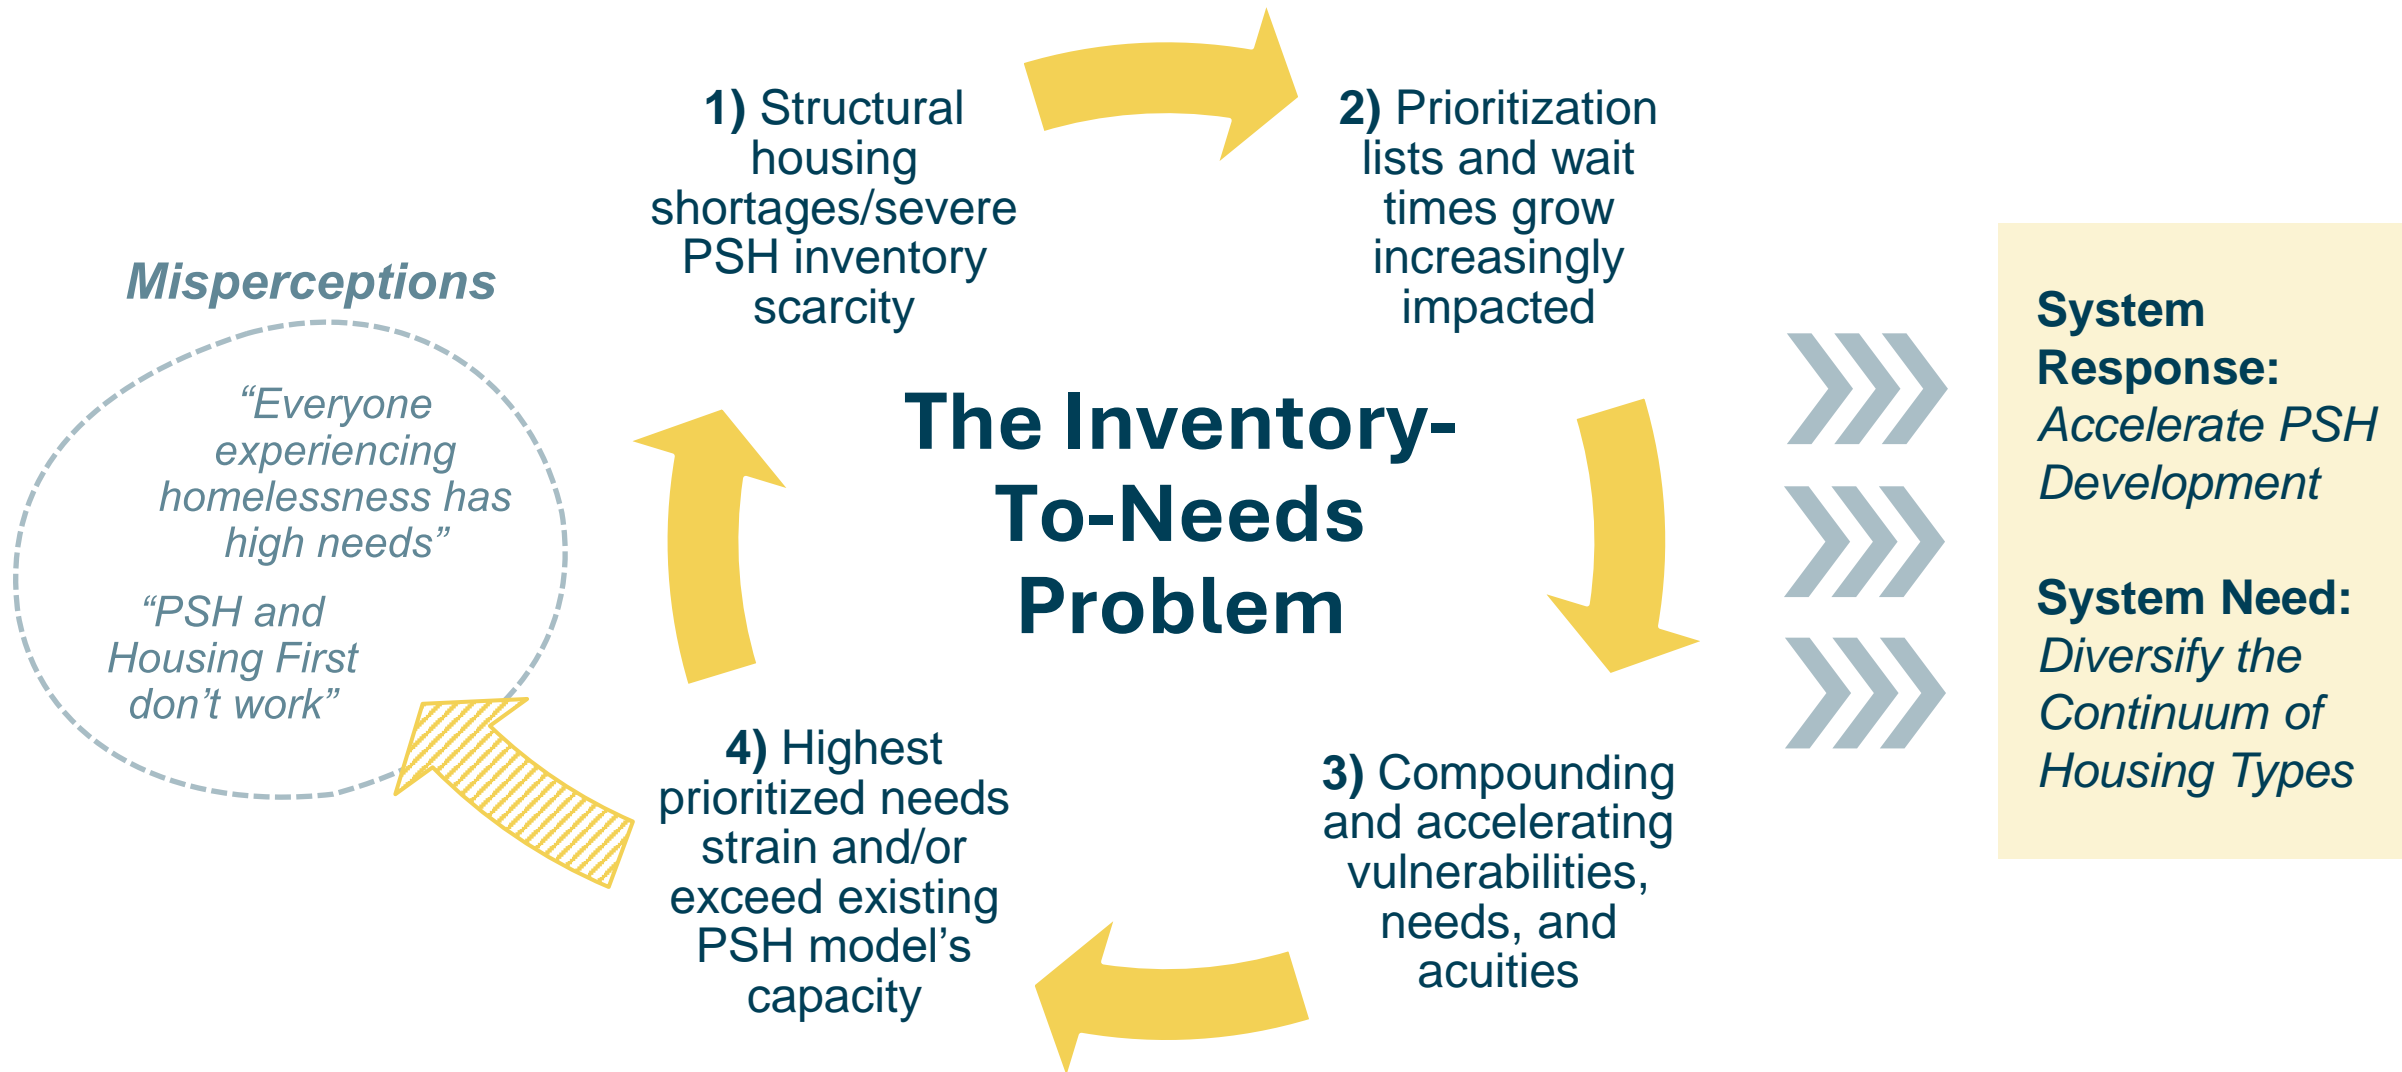 1) Structural
housing
shortages/severe
PSH inventory
scarcity
2) Prioritization
lists and wait
times grow
increasingly
impacted
3) Compounding
and accelerating
vulnerabilities,
needs, and
acuities
4) Highest
prioritized needs
strain and/or
exceed existing
PSH model’s
capacity
The Inventory-
To-Needs
Problem
Misperceptions
“Everyone
experiencing
homelessness has
high needs”
“PSH and
Housing First
don’t work”
System
Response:
Accelerate PSH
Development
System Need:
Diversify the
Continuum of
Housing Types